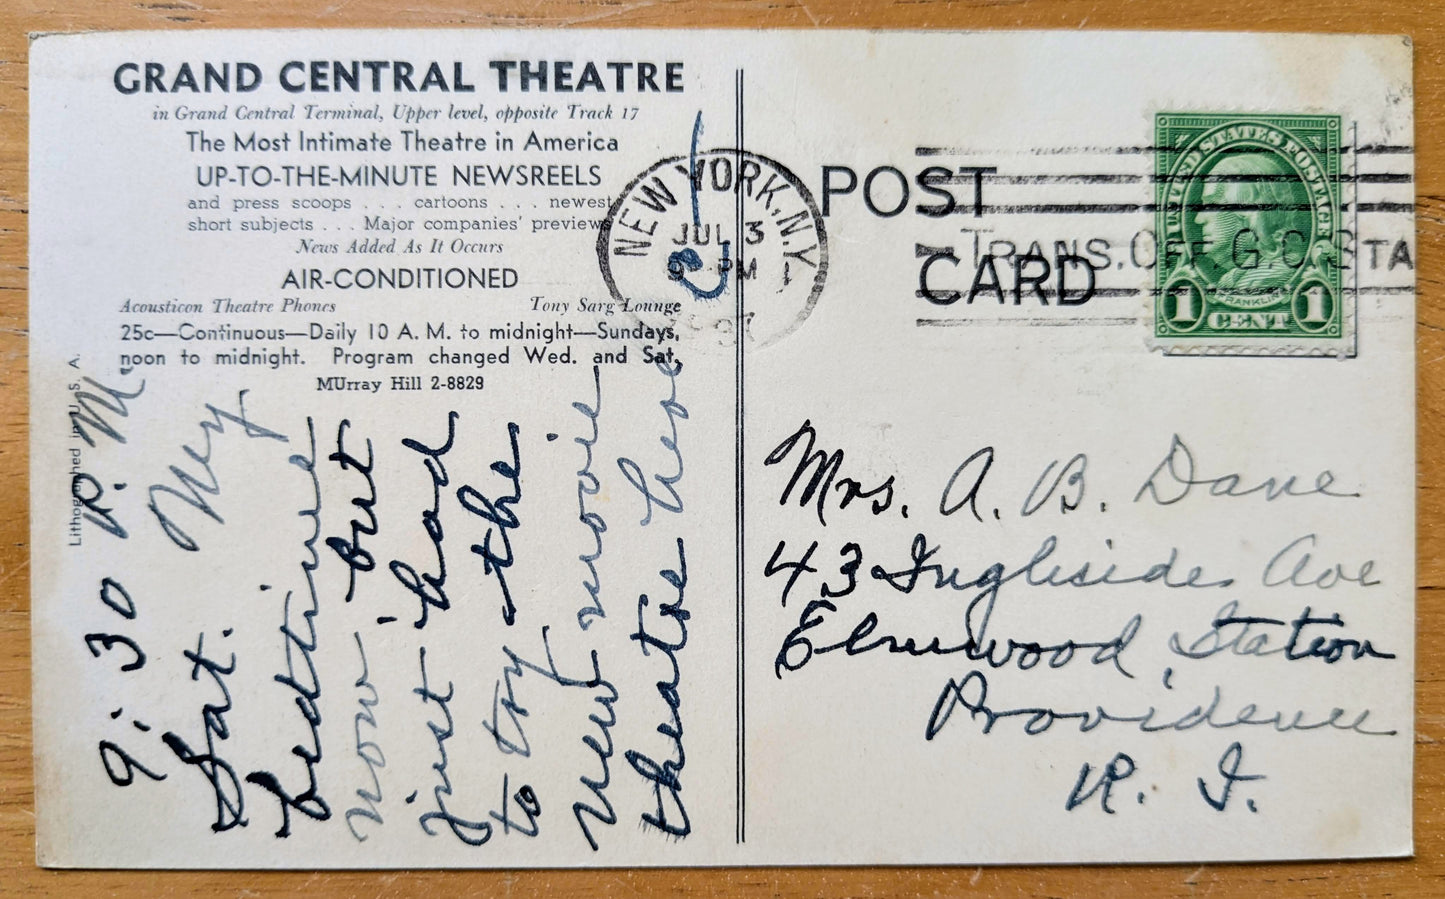 GRAND CENTRAL THEATRE
in Grand Central Terminal, Upper level, opposite Track 17
The Most Intimate Theatre in America
UP-TO-THE-MINUTE NEWSREELS
and press scoops . . . cartoons . . . newest
short subjects . . . Major companies' previews
News Added As It Occurs
AIR-CONDITIONED
Acousticon Theatre Phones Tony Sarg Lounge
25c—Continuous—Daily 10 A. M. to midnight—Sundays,
noon to midnight. Program changed Wed. and Sat.
MUrray Hill 2-8829
Lithographed in U. S. A.
9:30 P.M.
Sat. My
bedtime
now but
just had
to try the
new movie
theatre here
NEW YORK, N.Y.
JUL 3
9 PM
1937
POST
CARD
TRANS. OFF G.C. STA
UNITED STATES POSTAGE
FRANKLIN
1 CENT 1
Mrs. A. B. Dane
43 Ingleside Ave
Elmwood Station
Providence
R. I.